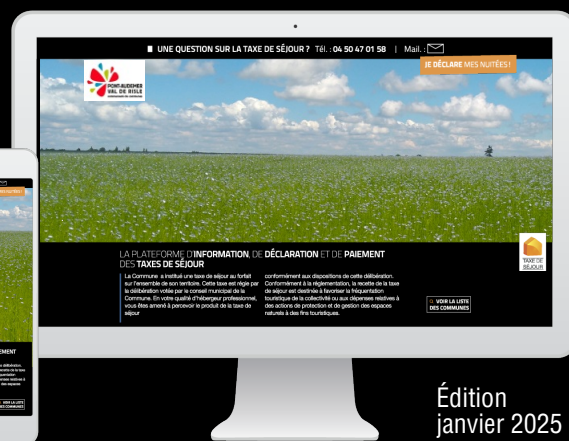 ■ UNE QUESTION SUR LA TAXE DE SÉJOUR ? Tél. : 04 50 47 01 58 | Mail. :
JE DÉCLARE MES NUITÉES !
PONT-AUDEMER
VAL DE RISLE
LA PLATEFORME D'INFORMATION, DE DÉCLARATION ET DE PAIEMENT
DES TAXES DE SÉJOUR
La Commune a institué une taxe de séjour au forfait
sur l'ensemble de son territoire. Cette taxe est régie par
la délibération votée par le conseil municipal de la
Commune. En votre qualité d'hébergeur professionnel,
vous êtes amené à percevoir le produit de la taxe de
séjour
conformément aux dispositions de cette délibération.
Conformément à la réglementation, la recette de la taxe
de séjour est destinée à favoriser la fréquentation
touristique de la collectivité ou aux dépenses relatives à
des actions de protection et de gestion des espaces
naturels à des fins touristiques.
TAXE DE
SÉJOUR
VOIR LA LISTE
DES COMMUNES
EMENT
VOIR LA LISTE
DES COMMUNES
Édition
janvier 2025